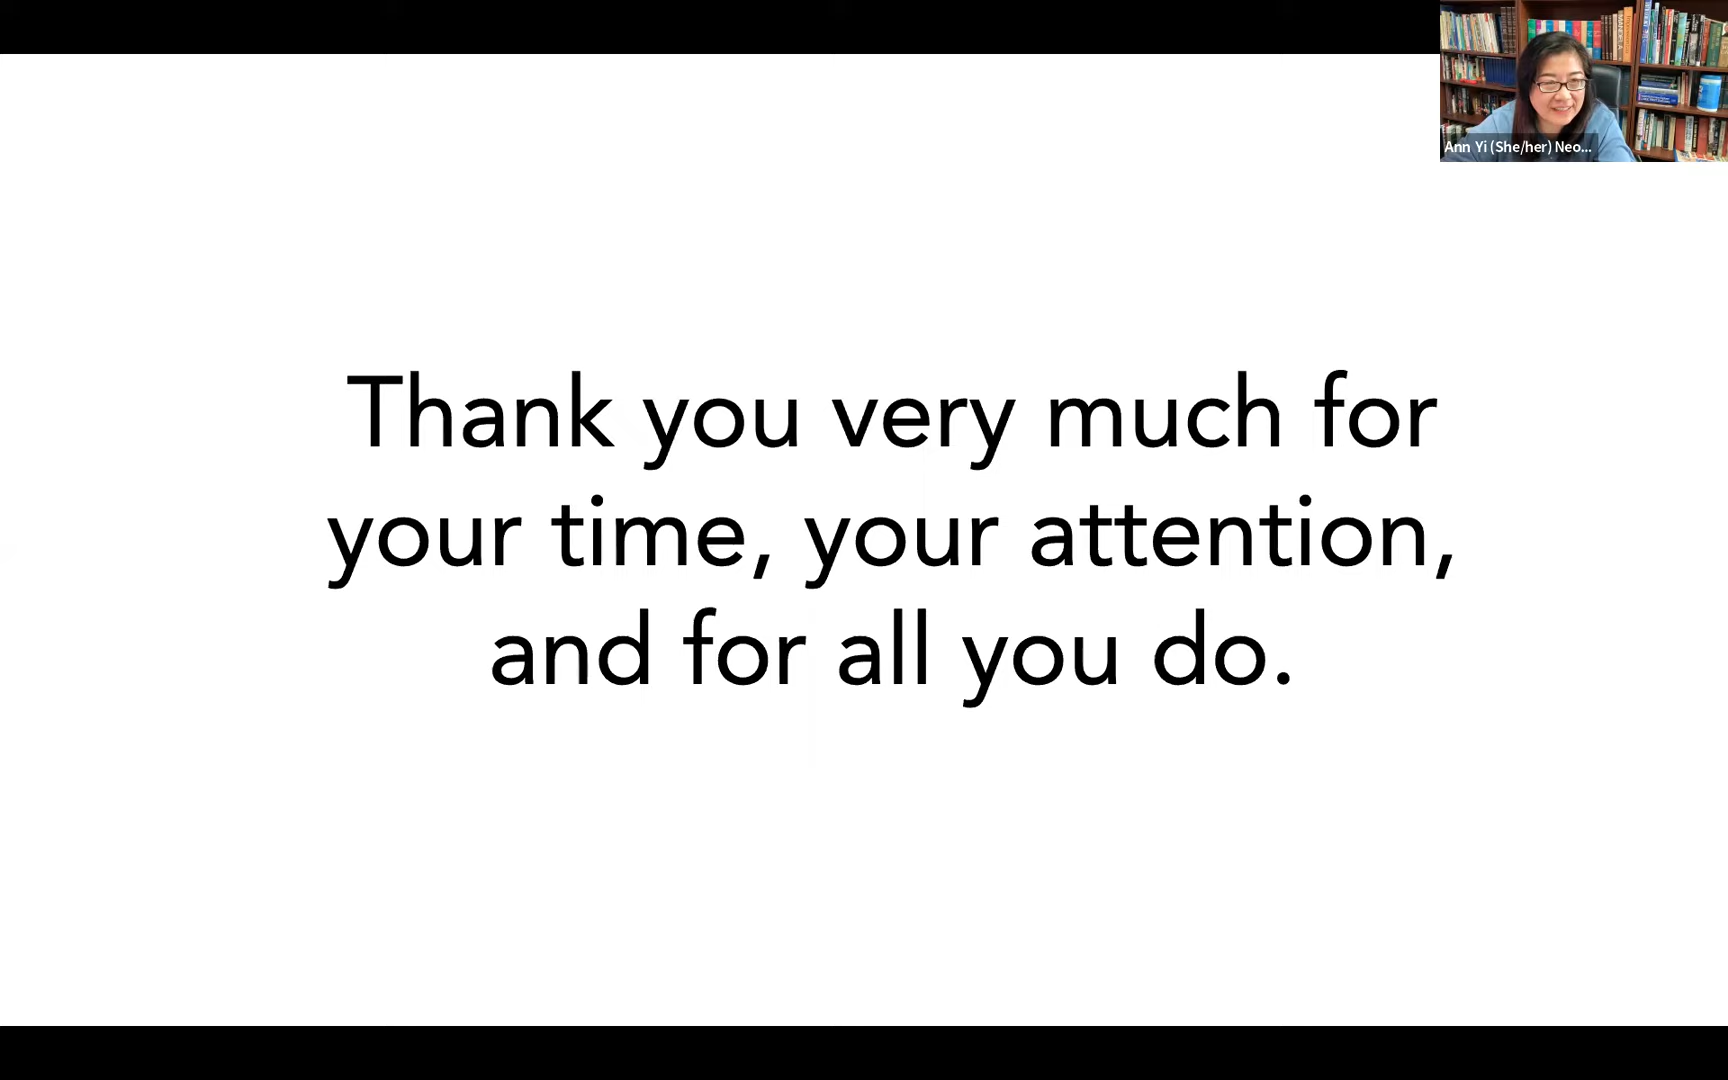 Ann Yi (She/her) Neo...
Thank you very much for
your time, your attention,
and for all you do.